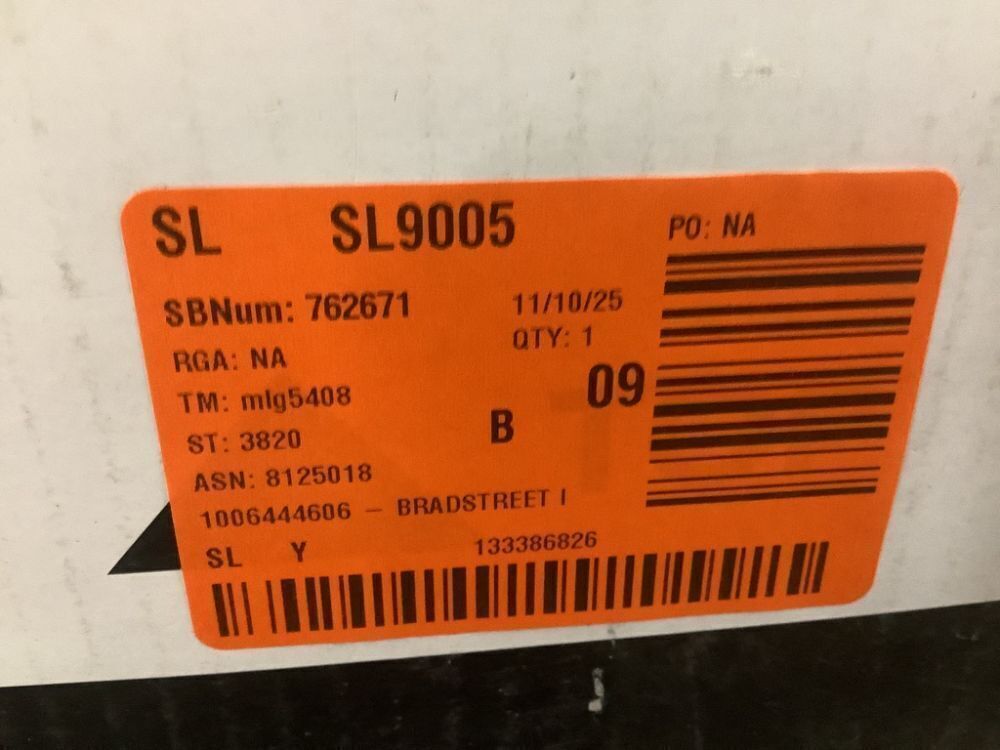 SL SL9005 PO: NA
SBNum: 762671 11/10/25
QTY: 1
RGA: NA
TM: mlg5408 09
ST: 3820 B
ASN: 8125018
1006444606 – BRADSTREET I
SL Y 133386826